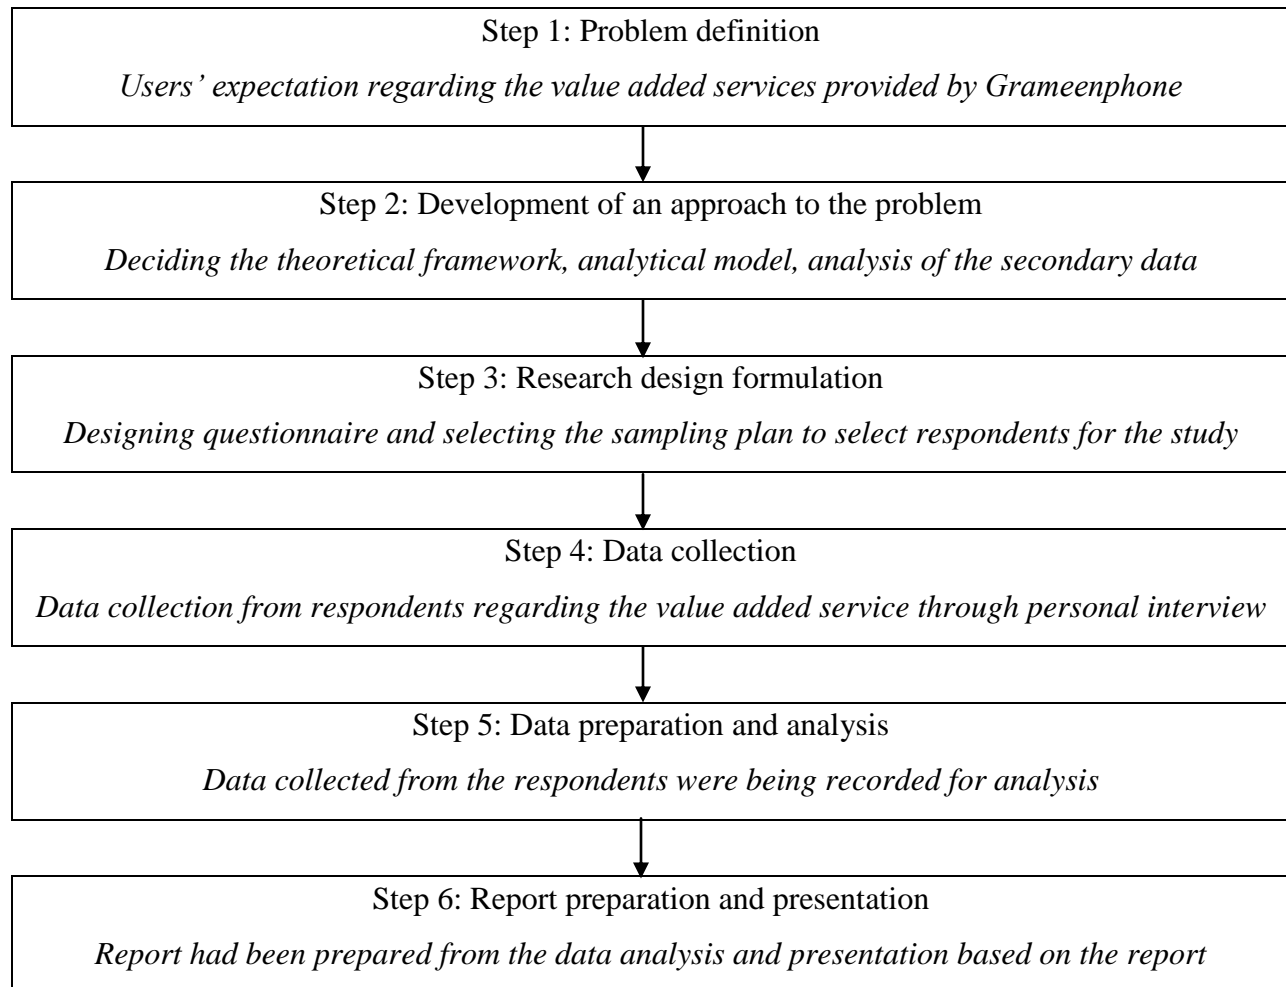 Step 1: Problem definition
Users’ expectation regarding the value added services provided by Grameenphone
Step 2: Development of an approach to the problem
Deciding the theoretical framework, analytical model, analysis of the secondary data
Step 3: Research design formulation
Designing questionnaire and selecting the sampling plan to select respondents for the study
Step 4: Data collection
Data collection from respondents regarding the value added service through personal interview
Step 5: Data preparation and analysis
Data collected from the respondents were being recorded for analysis
Step 6: Report preparation and presentation
Report had been prepared from the data analysis and presentation based on the report